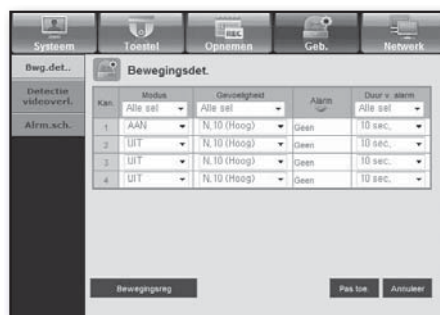 REC
Systeem Toestel Opnemen Geb. Netwerk
Bwg.det..
Detectie videoverl.
Alrm.sch.
Bewegingsdet.
Kan. Modus Gevoeligheid Alarm Duur v. alarm
Alle sel Alle sel Alle sel
1 AAN N,10 (Hoog) Geen 10 sec,
2 UIT N,10 (Hoog) Geen 10 sec,
3 UIT N,10 (Hoog) Geen 10 sec,
4 UIT N,10 (Hoog) Geen 10 sec,
Bewegingsreg Pas toe. Annuleer